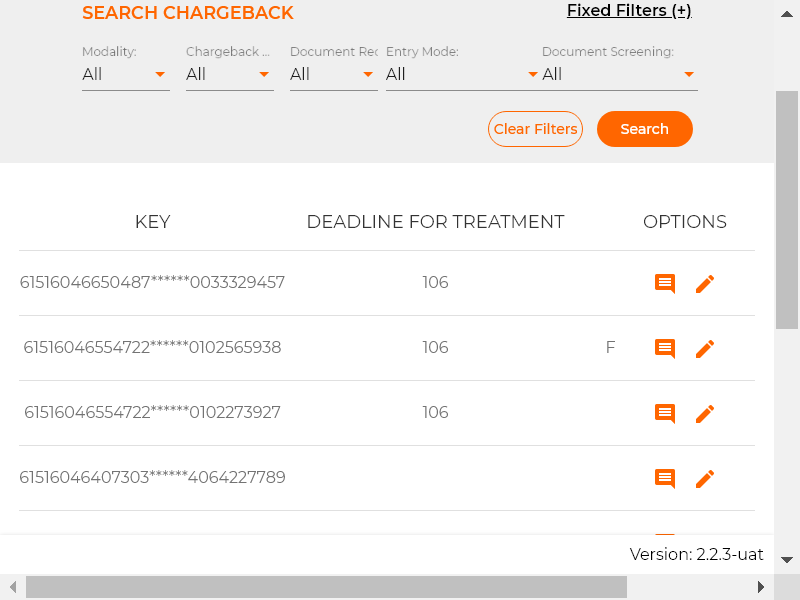 SEARCH CHARGEBACK
Fixed Filters (+)
Modality: Chargeback ... Document Rec Entry Mode: Document Screening:
All All All All All
Clear Filters Search
KEY DEADLINE FOR TREATMENT OPTIONS
61516046650487******0033329457 106
61516046554722******0102565938 106 F
61516046554722******0102273927 106
61516046407303******4064227789
Version: 2.2.3-uat